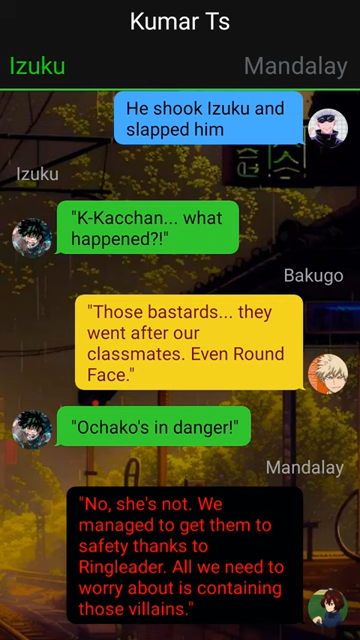 Kumar Ts
Izuku
Mandalay
He shook Izuku and
slapped him
Izuku
"K-Kacchan... what
happened?!"
Bakugo
"Those bastards... they
went after our
classmates. Even Round
Face."
"Ochako's in danger!"
Mandalay
"No, she's not. We
managed to get them to
safety thanks to
Ringleader. All we need to
worry about is containing
those villains."